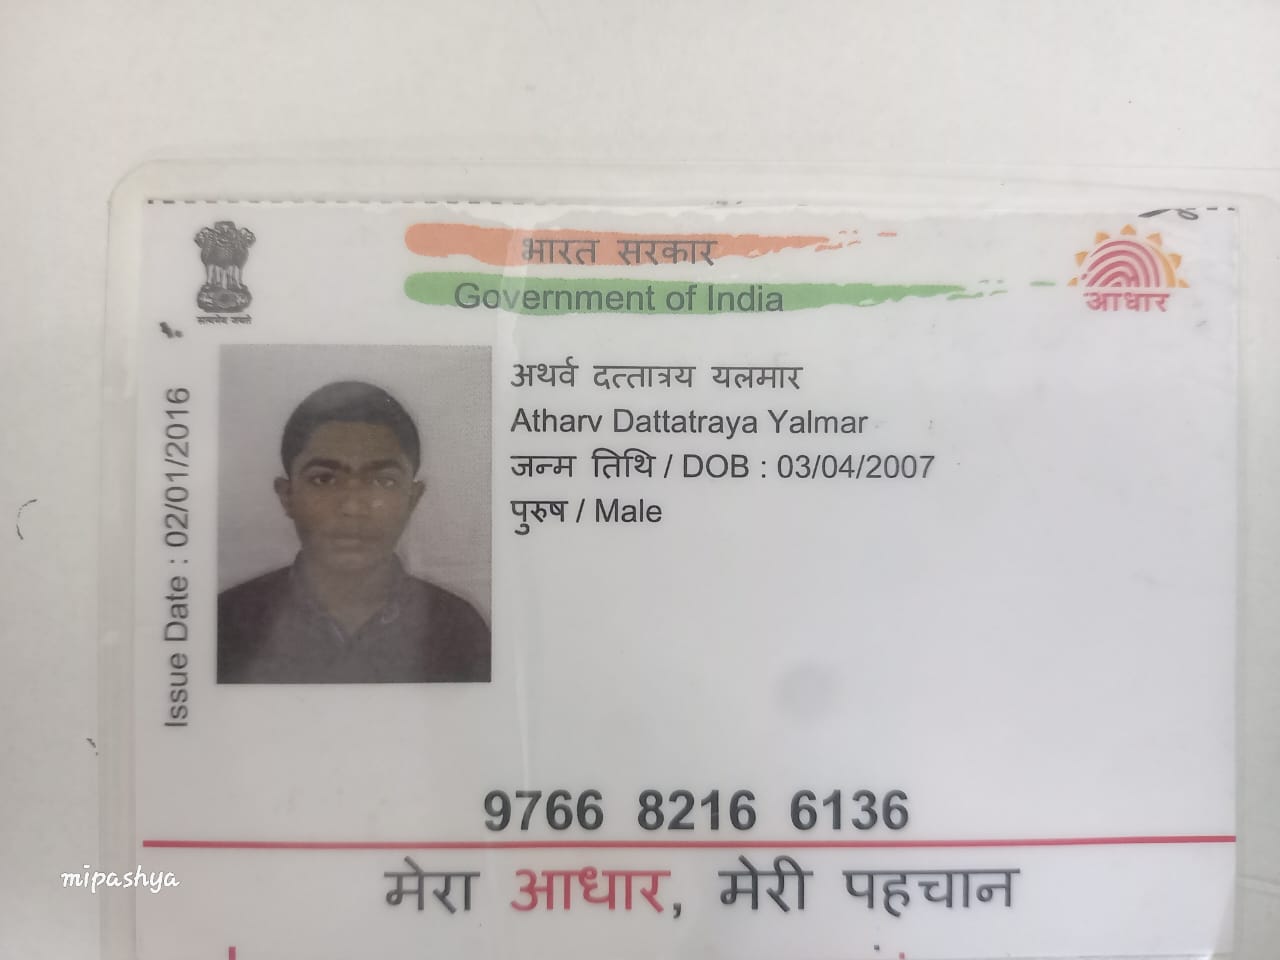 भारत सरकार
Government of India
सत्यमेव जयते
आधार
Issue Date : 02/01/2016
अथर्व दत्तात्रय यलमार
Atharv Dattatraya Yalmar
जन्म तिथि / DOB : 03/04/2007
पुरुष / Male
9766 8216 6136
मेरा आधार, मेरी पहचान
mipashya